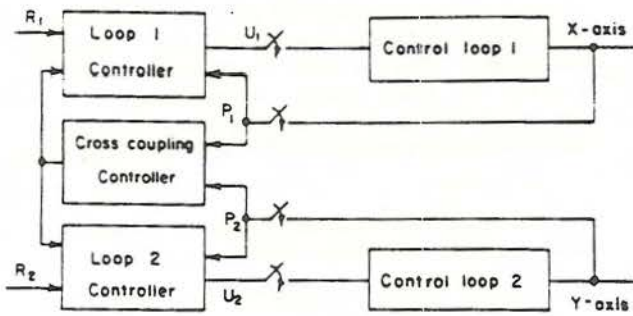 R₁
Loop 1
Controller
U₁
Control loop 1
X-axis
P₁
Cross coupling
Controller
P₂
Loop 2
Controller
R₂
U₂
Control loop 2
Y-axis